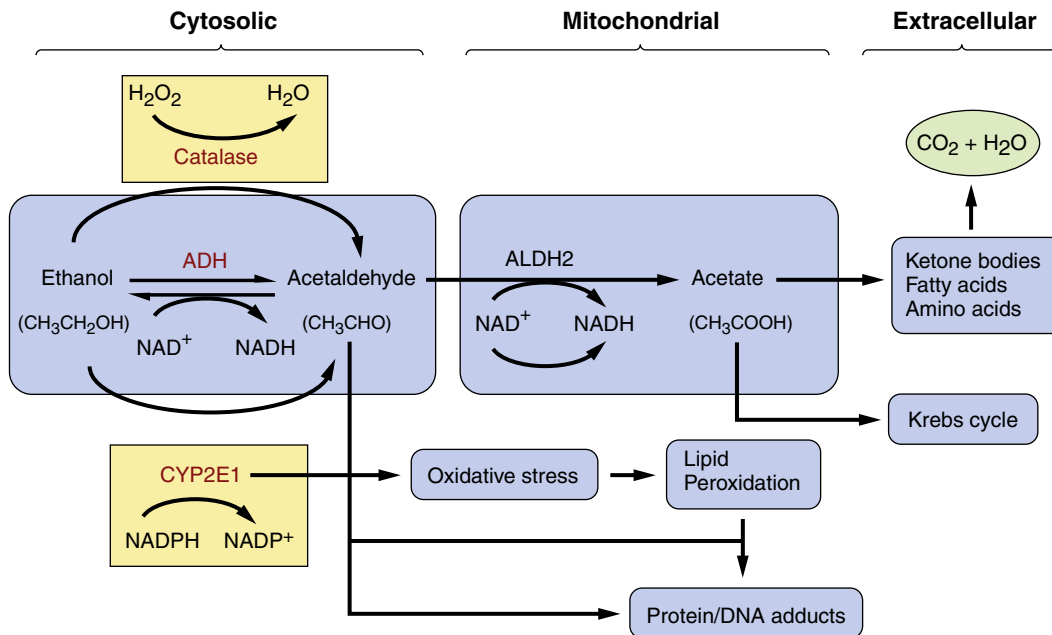 Cytosolic
Mitochondrial
Extracellular
H₂O₂
H₂O
Catalase
CO₂ + H₂O
Ethanol
(CH₃CH₂OH)
ADH
NAD⁺
NADH
Acetaldehyde
(CH₃CHO)
ALDH2
NAD⁺
NADH
Acetate
(CH₃COOH)
Ketone bodies
Fatty acids
Amino acids
Krebs cycle
CYP2E1
NADPH
NADP⁺
Oxidative stress
Lipid
Peroxidation
Protein/DNA adducts